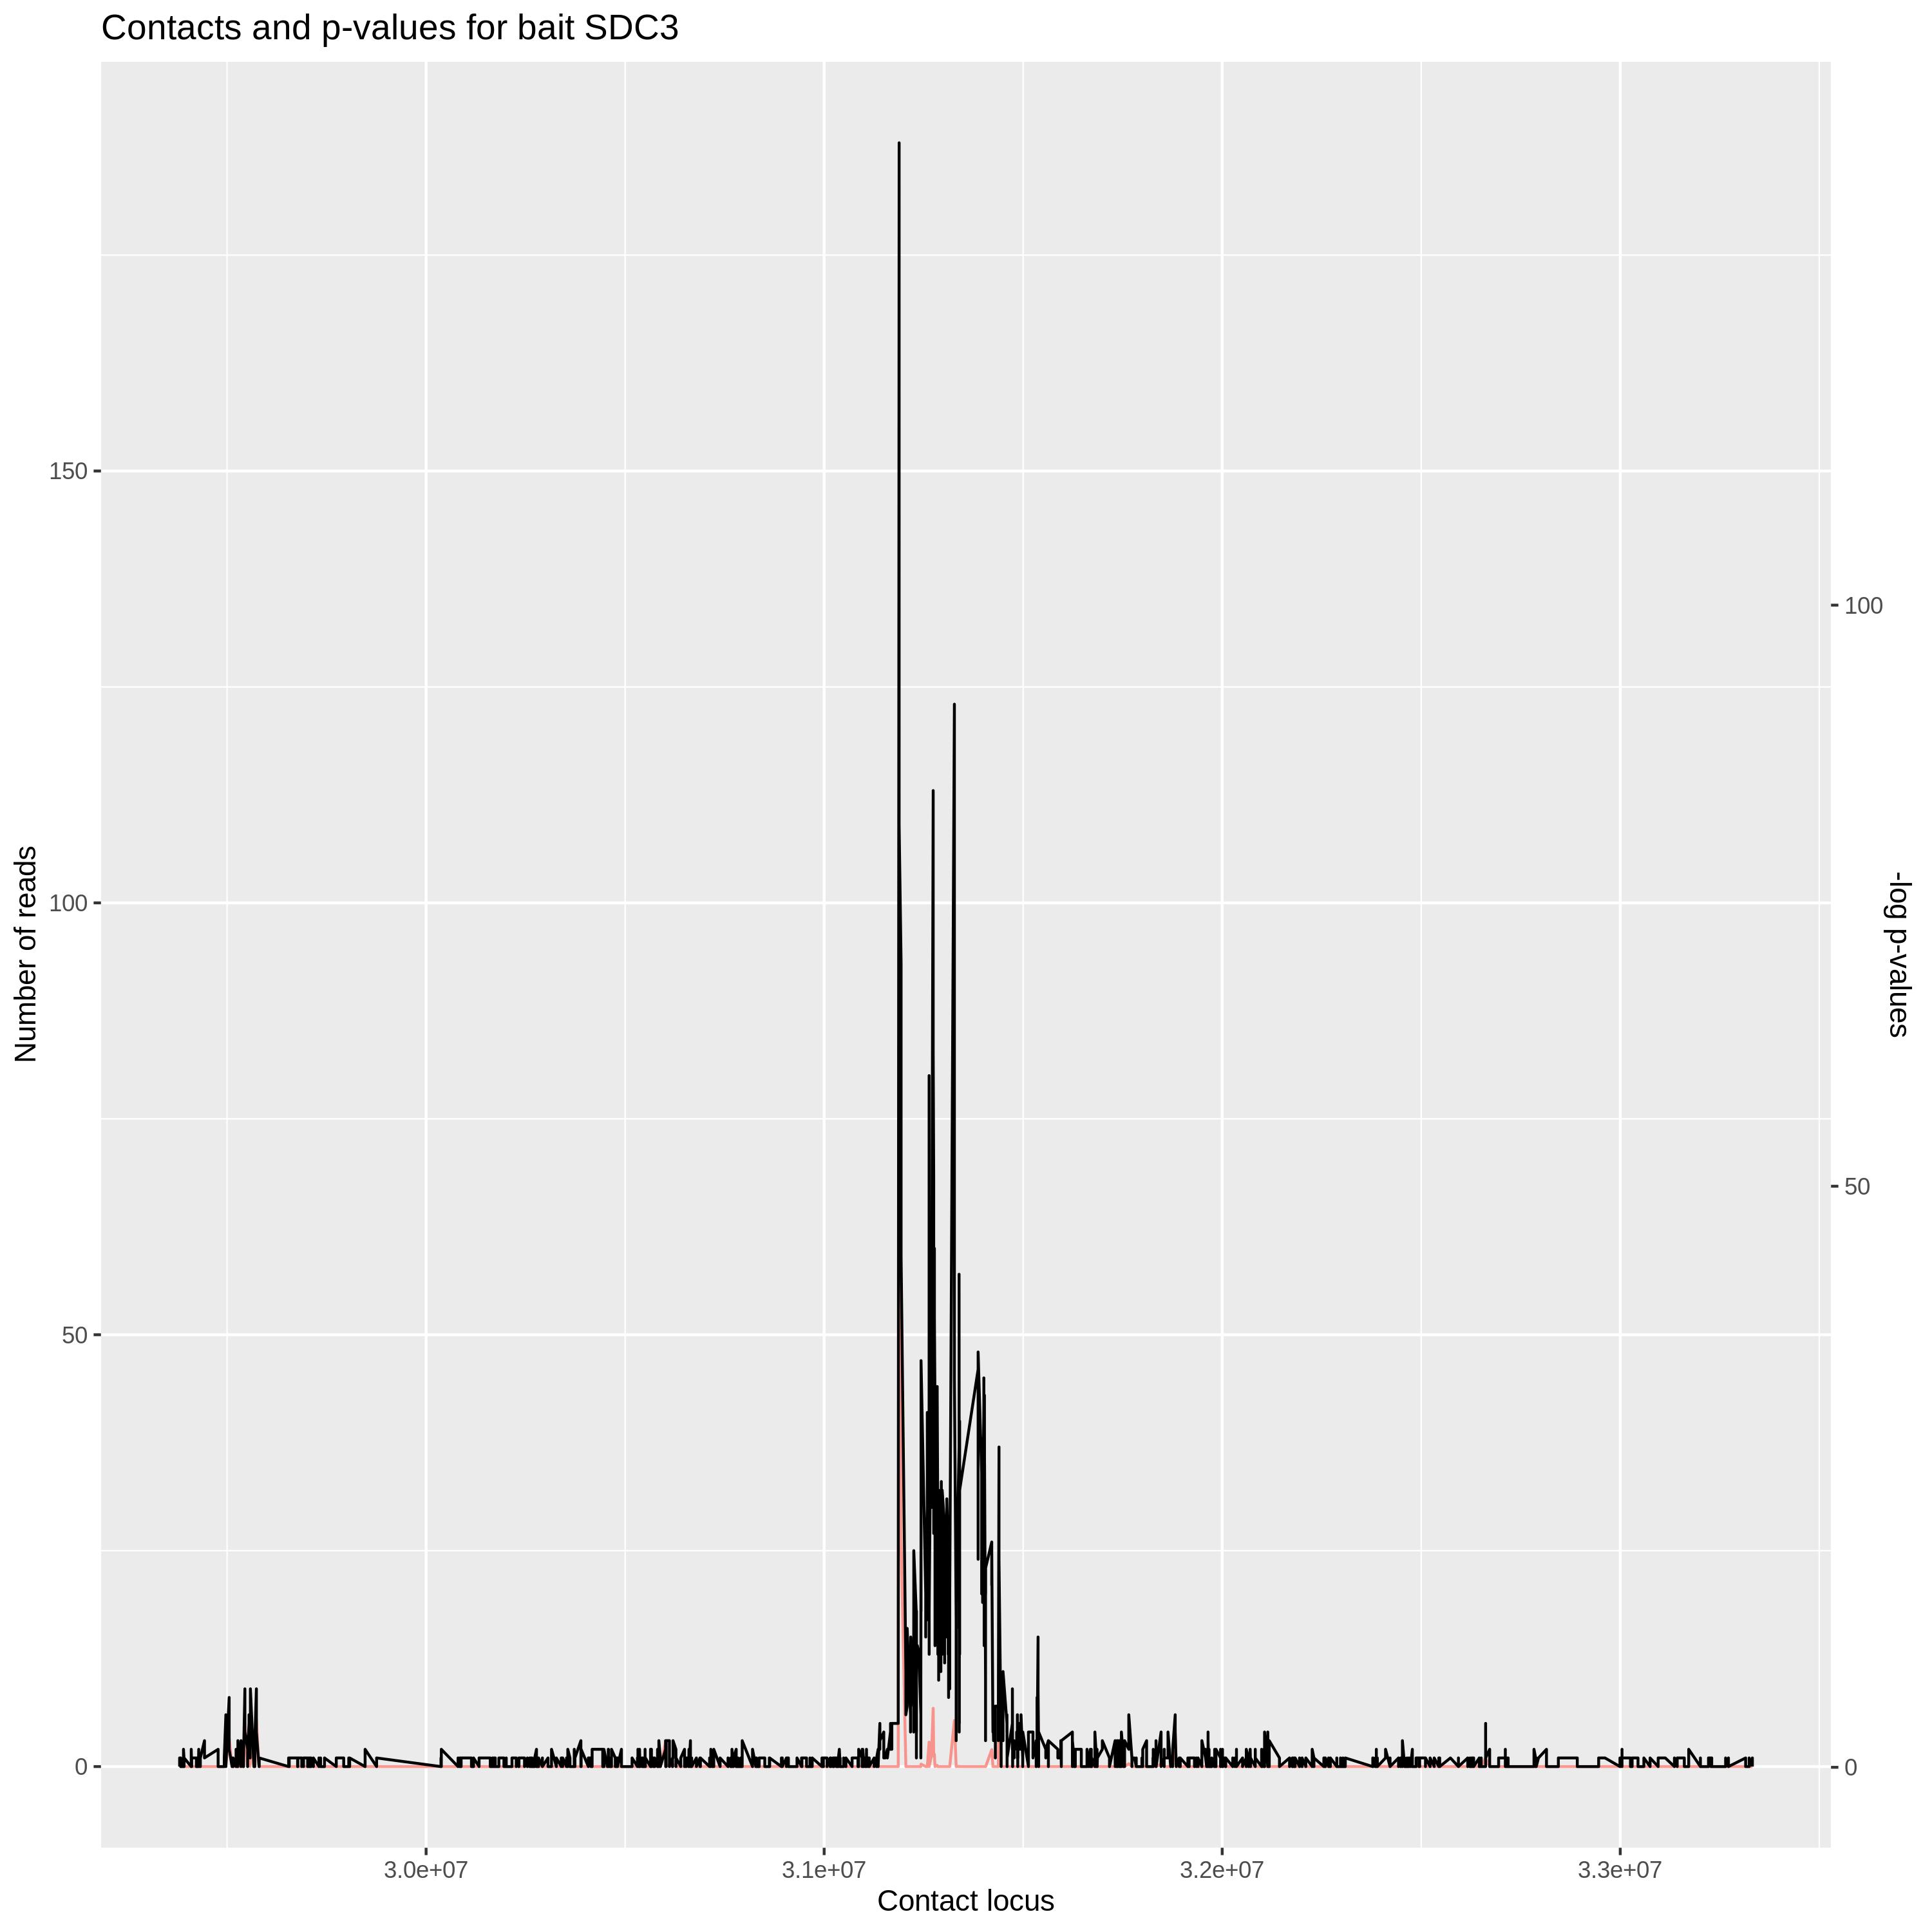 Contacts and p-values for bait SDC3
150
100
50
0
Number of reads
100
50
0
-log p-values
3.0e+07
3.1e+07
3.2e+07
3.3e+07
Contact locus